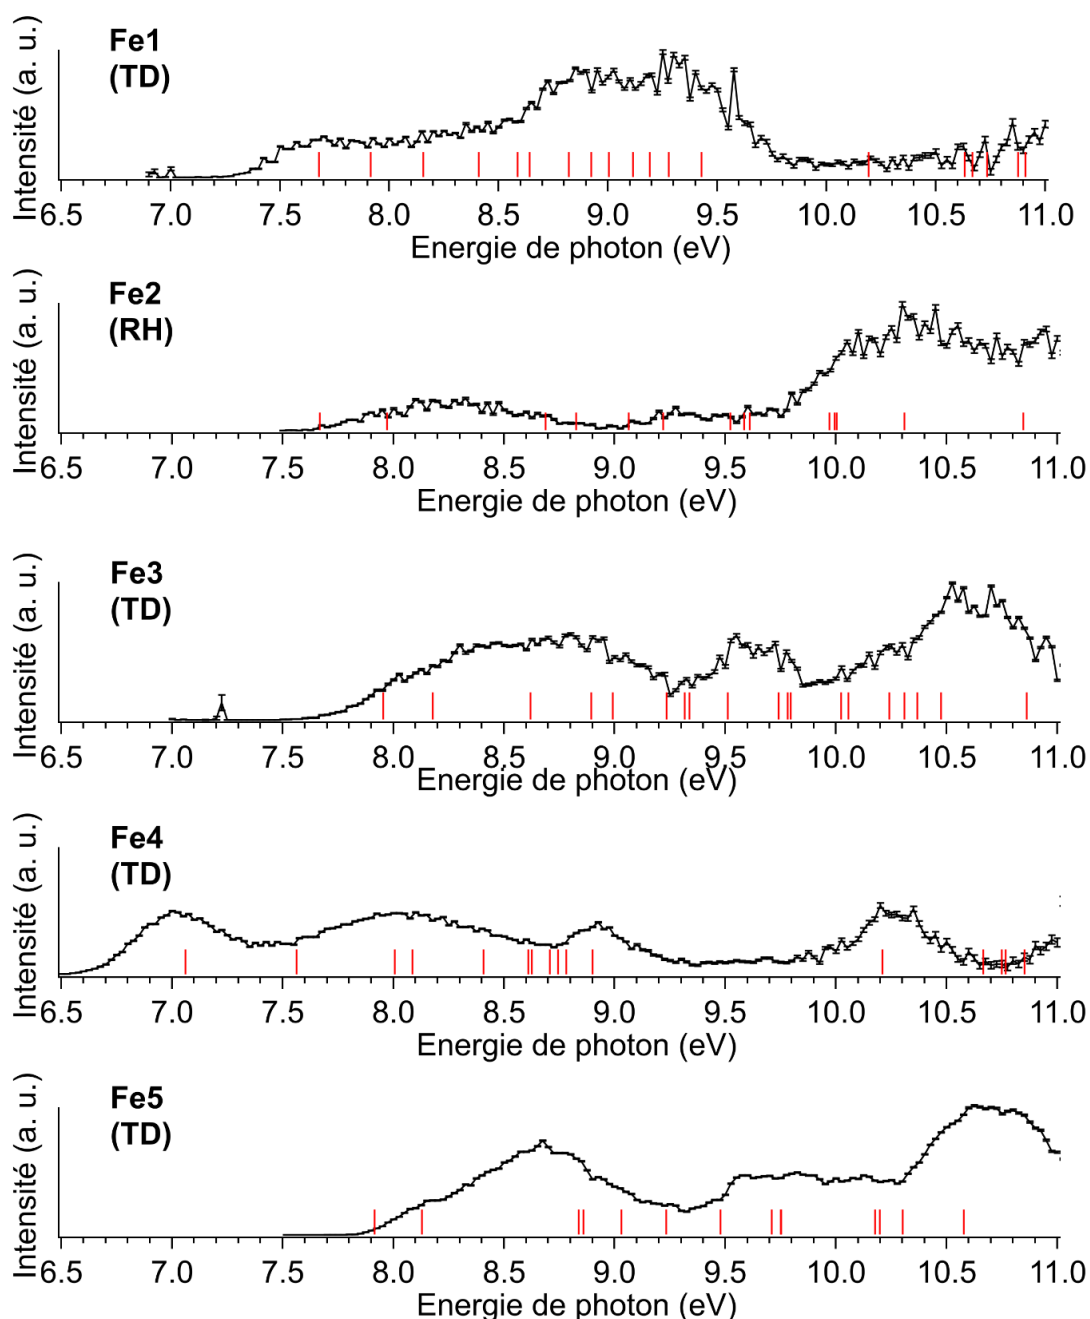 Fe1
(TD)
Intensité (a. u.)
6.5 7.0 7.5 8.0 8.5 9.0 9.5 10.0 10.5 11.0
Energie de photon (eV)
Fe2
(RH)
Intensité (a. u.)
6.5 7.0 7.5 8.0 8.5 9.0 9.5 10.0 10.5 11.0
Energie de photon (eV)
Fe3
(TD)
Intensité (a. u.)
6.5 7.0 7.5 8.0 8.5 9.0 9.5 10.0 10.5 11.0
Energie de photon (eV)
Fe4
(TD)
Intensité (a. u.)
6.5 7.0 7.5 8.0 8.5 9.0 9.5 10.0 10.5 11.0
Energie de photon (eV)
Fe5
(TD)
Intensité (a. u.)
6.5 7.0 7.5 8.0 8.5 9.0 9.5 10.0 10.5 11.0
Energie de photon (eV)